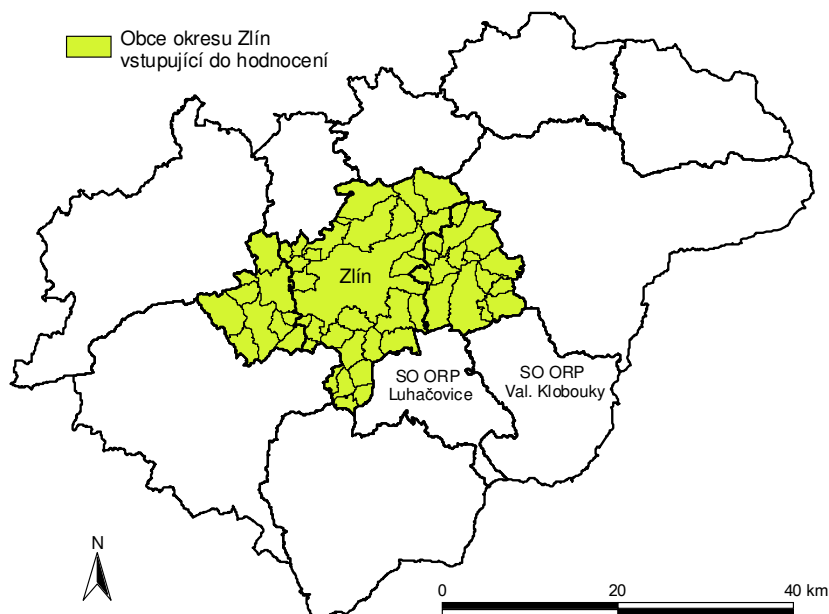 Obce okresu Zlín
vstupující do hodnocení
Zlín
SO ORP
Luhačovice
SO ORP
Val. Klobouky
N
0 20 40 km